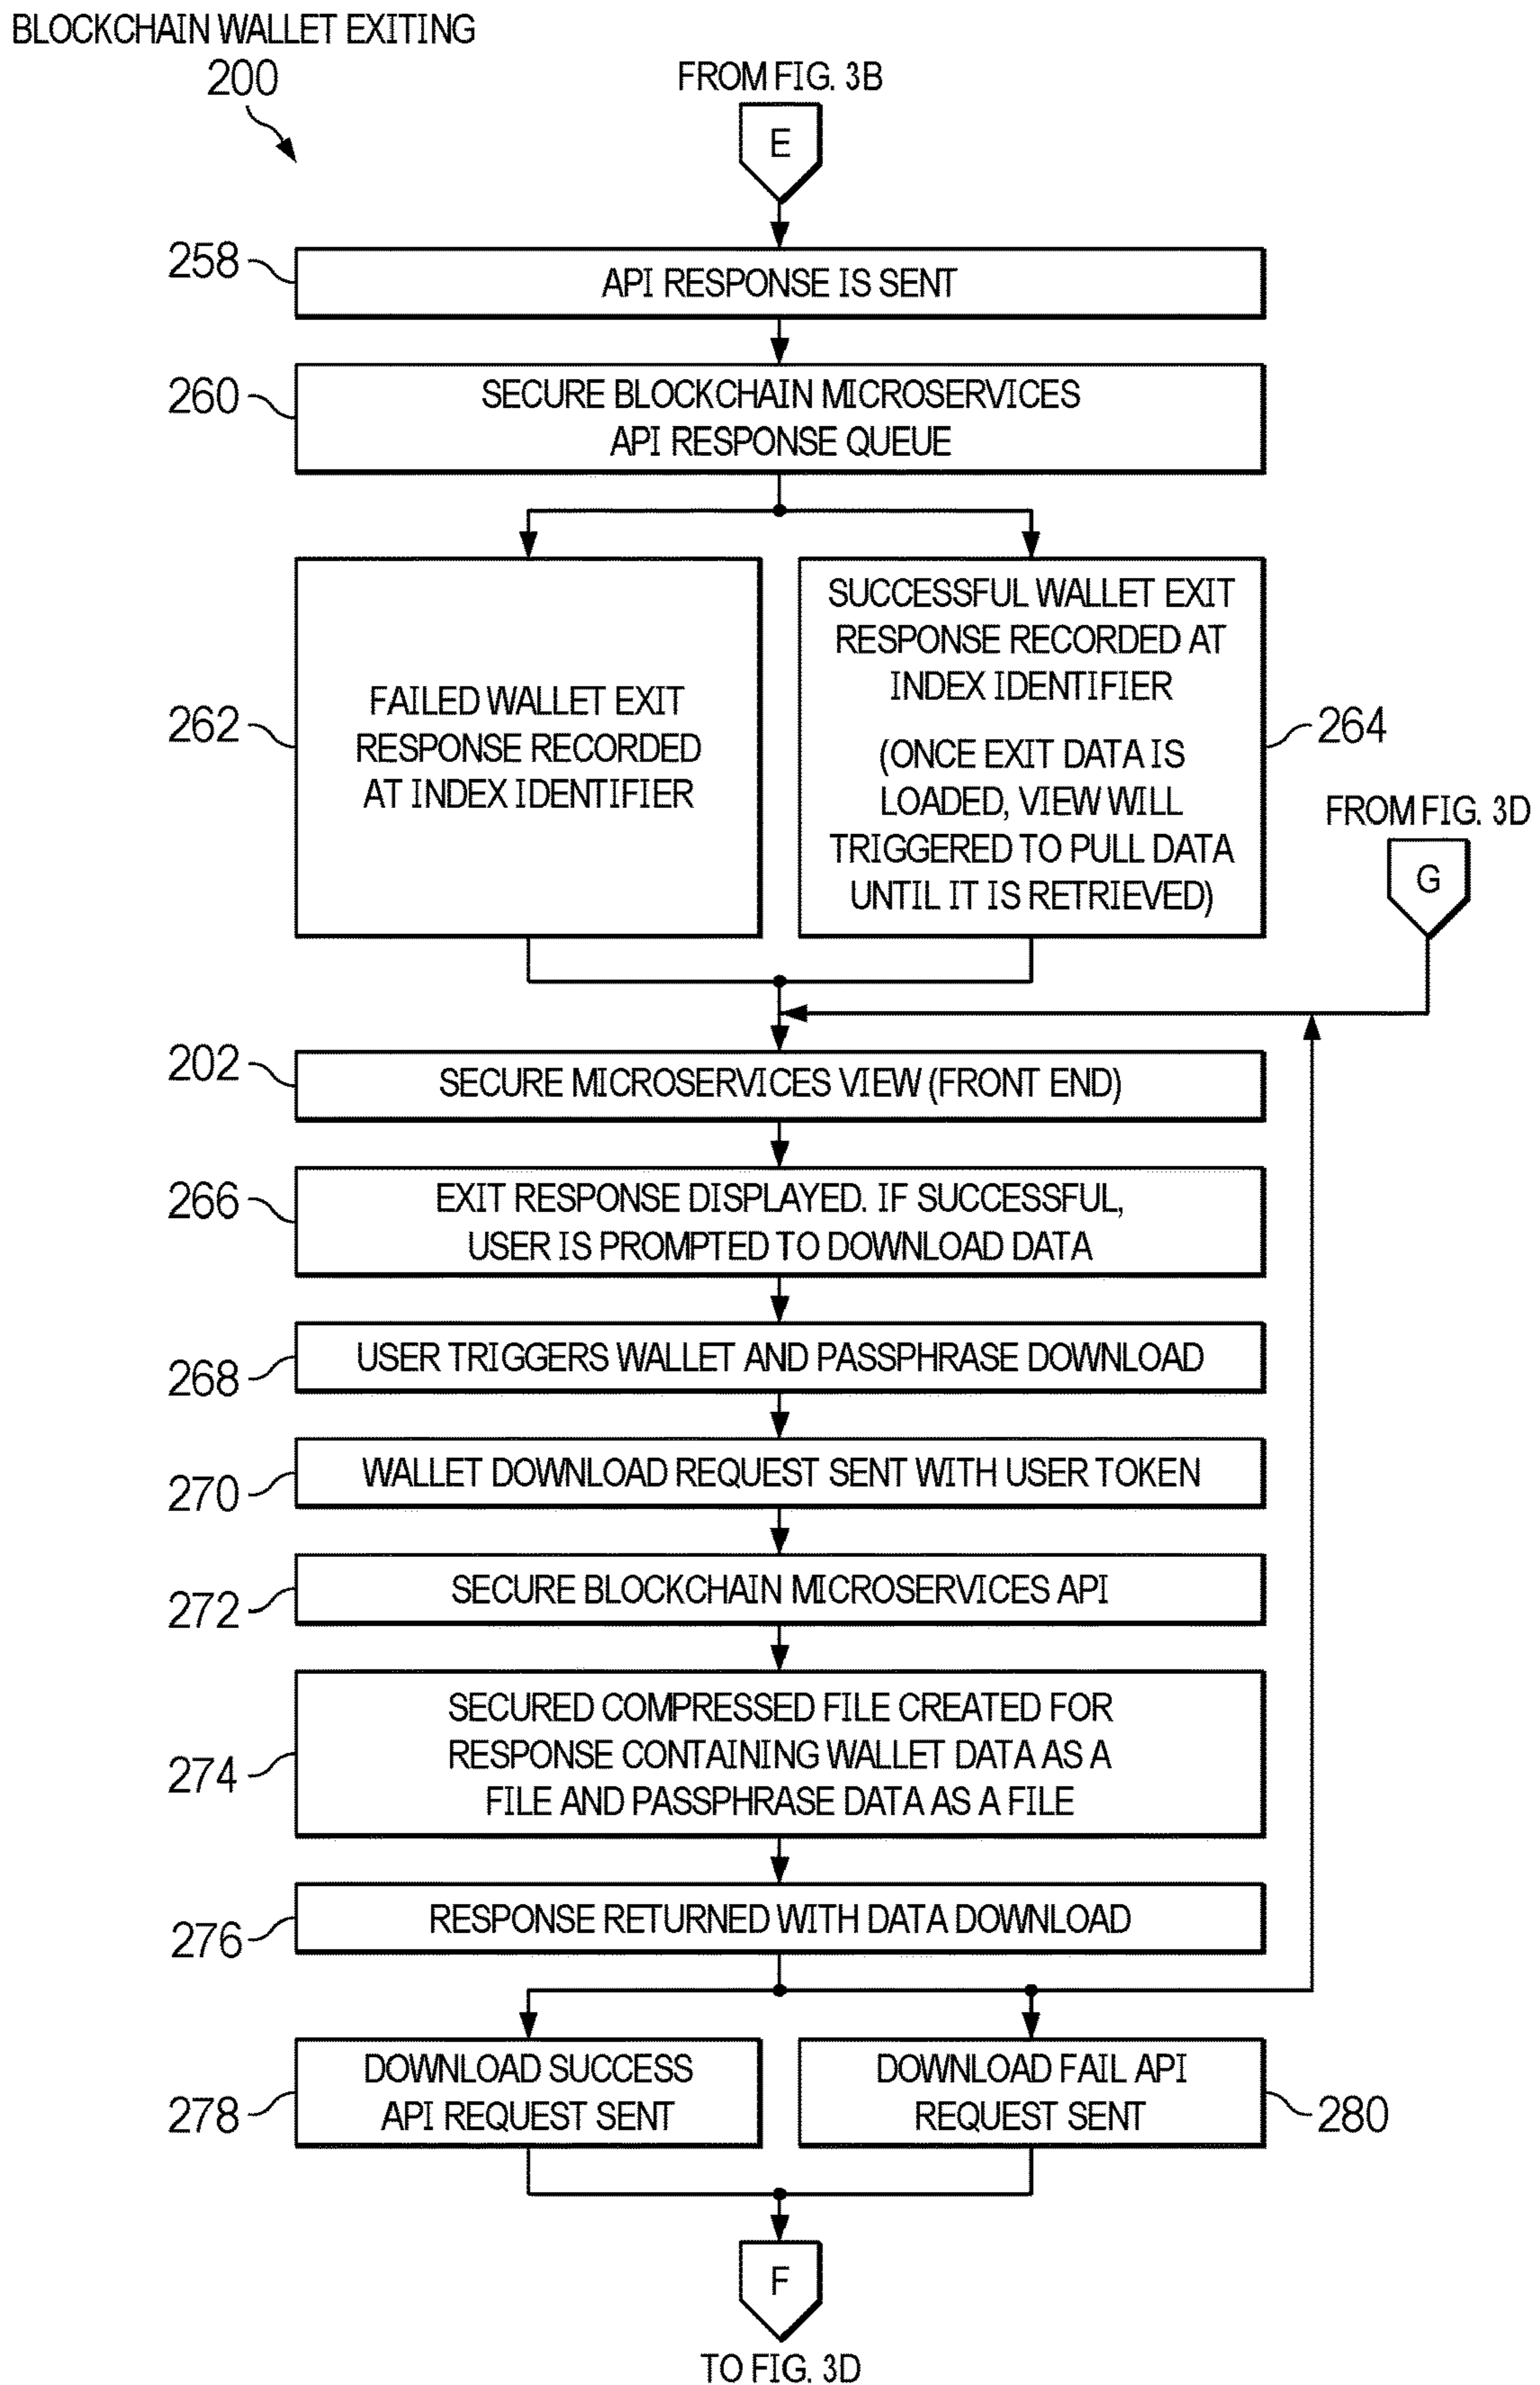 BLOCKCHAIN WALLET EXITING
200
FROM FIG. 3B
E
258
API RESPONSE IS SENT
260
SECURE BLOCKCHAIN MICROSERVICES
API RESPONSE QUEUE
262
FAILED WALLET EXIT
RESPONSE RECORDED
AT INDEX IDENTIFIER
SUCCESSFUL WALLET EXIT
RESPONSE RECORDED AT
INDEX IDENTIFIER
(ONCE EXIT DATA IS
LOADED, VIEW WILL
TRIGGERED TO PULL DATA
UNTIL IT IS RETRIEVED)
264
FROM FIG. 3D
G
202
SECURE MICROSERVICES VIEW (FRONT END)
266
EXIT RESPONSE DISPLAYED. IF SUCCESSFUL,
USER IS PROMPTED TO DOWNLOAD DATA
268
USER TRIGGERS WALLET AND PASSPHRASE DOWNLOAD
270
WALLET DOWNLOAD REQUEST SENT WITH USER TOKEN
272
SECURE BLOCKCHAIN MICROSERVICES API
274
SECURED COMPRESSED FILE CREATED FOR
RESPONSE CONTAINING WALLET DATA AS A
FILE AND PASSPHRASE DATA AS A FILE
276
RESPONSE RETURNED WITH DATA DOWNLOAD
278
DOWNLOAD SUCCESS
API REQUEST SENT
DOWNLOAD FAIL API
REQUEST SENT
280
F
TO FIG. 3D